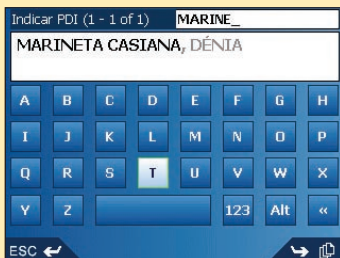 Indicar PDI (1 - 1 of 1) MARINE_
MARINETA CASIANA, DÉNIA
A B C D E F G H
I J K L M N O P
Q R S T U V W X
Y Z 123 Alt «
ESC